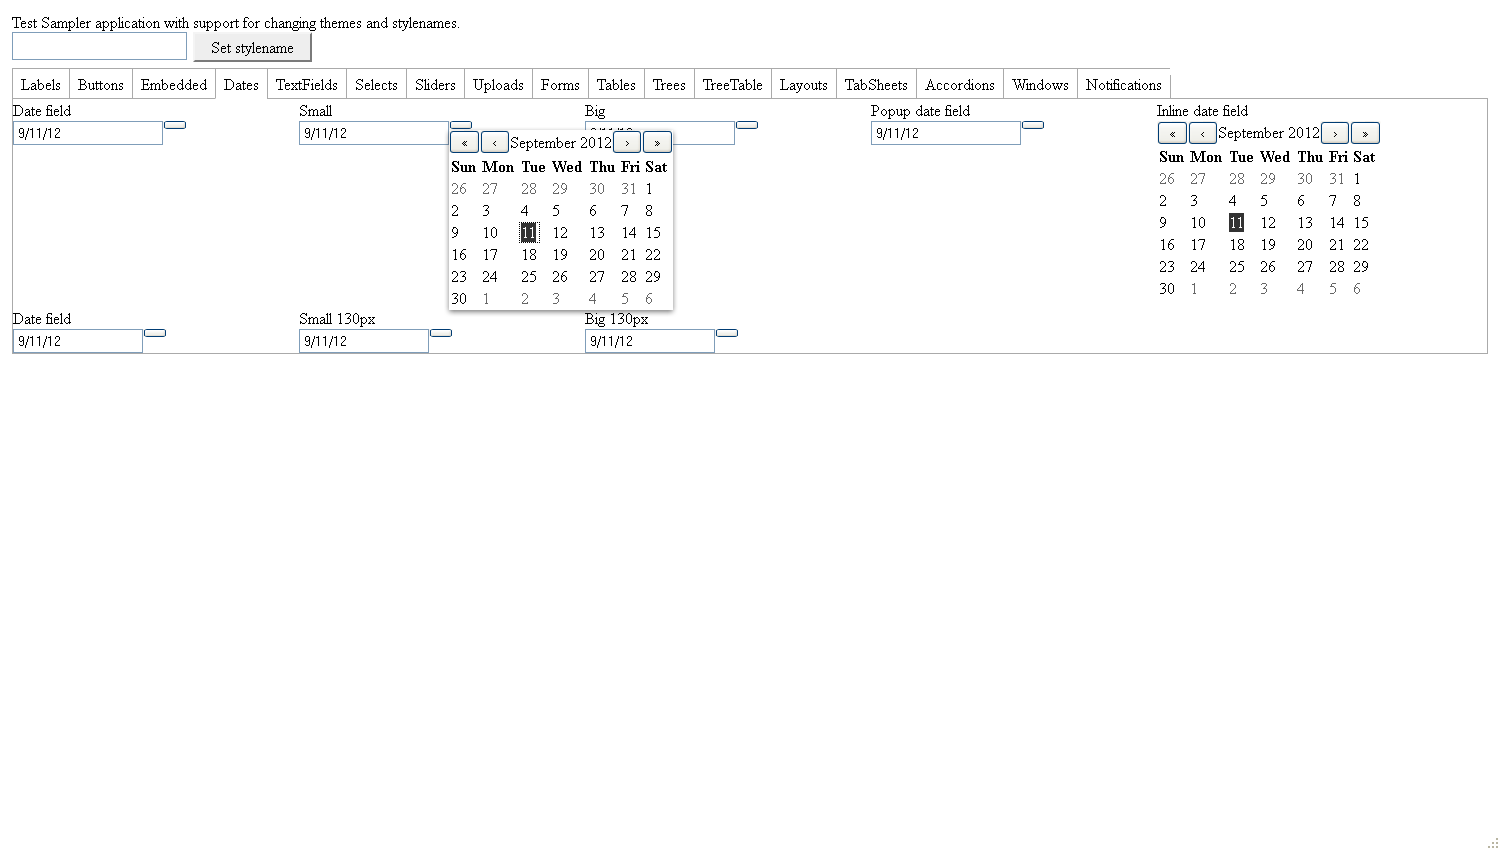 Test Sampler application with support for changing themes and stylenames.
Set stylename
Labels Buttons Embedded Dates TextFields Selects Sliders Uploads Forms Tables Trees TreeTable Layouts TabSheets Accordions Windows Notifications
Date field Small Big Popup date field Inline date field
9/11/12 9/11/12 9/11/12
« ‹ September 2012 › »
Sun Mon Tue Wed Thu Fri Sat
26 27 28 29 30 31 1
2 3 4 5 6 7 8
9 10 11 12 13 14 15
16 17 18 19 20 21 22
23 24 25 26 27 28 29
30 1 2 3 4 5 6
« ‹ September 2012 › »
Sun Mon Tue Wed Thu Fri Sat
26 27 28 29 30 31 1
2 3 4 5 6 7 8
9 10 11 12 13 14 15
16 17 18 19 20 21 22
23 24 25 26 27 28 29
30 1 2 3 4 5 6
Date field Small 130px Big 130px
9/11/12 9/11/12 9/11/12